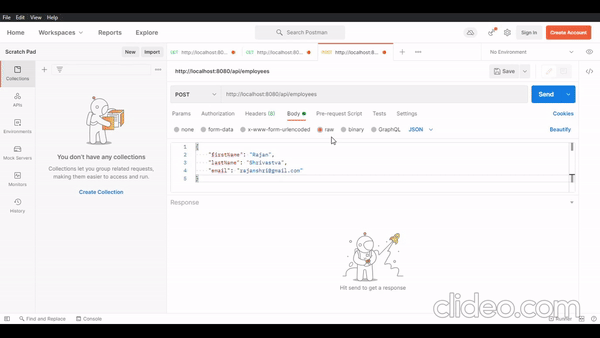 File Edit View Help
Home Workspaces Reports Explore Search Postman Sign In Create Account
Scratch Pad New Import GET http://localhost:8080/ GET http://localhost:8080/ POST http://localhost:8 No Environment
Collections
APIs
Environments
Mock Servers
Monitors
History
You don't have any collections
Collections let you group related requests,
making them easier to access and run.
Create Collection
http://localhost:8080/api/employees Save
POST http://localhost:8080/api/employees Send
Params Authorization Headers (8) Body Pre-request Script Tests Settings Cookies
none form-data x-www-form-urlencoded raw binary GraphQL JSON Beautify
1 {
2 "firstName": "Rajan",
3 "lastName": "Shrivastva",
4 "email": "rajanshri@gmail.com"
5 }
Response
Hit send to get a response
clideo.com
Find and Replace Console Runner